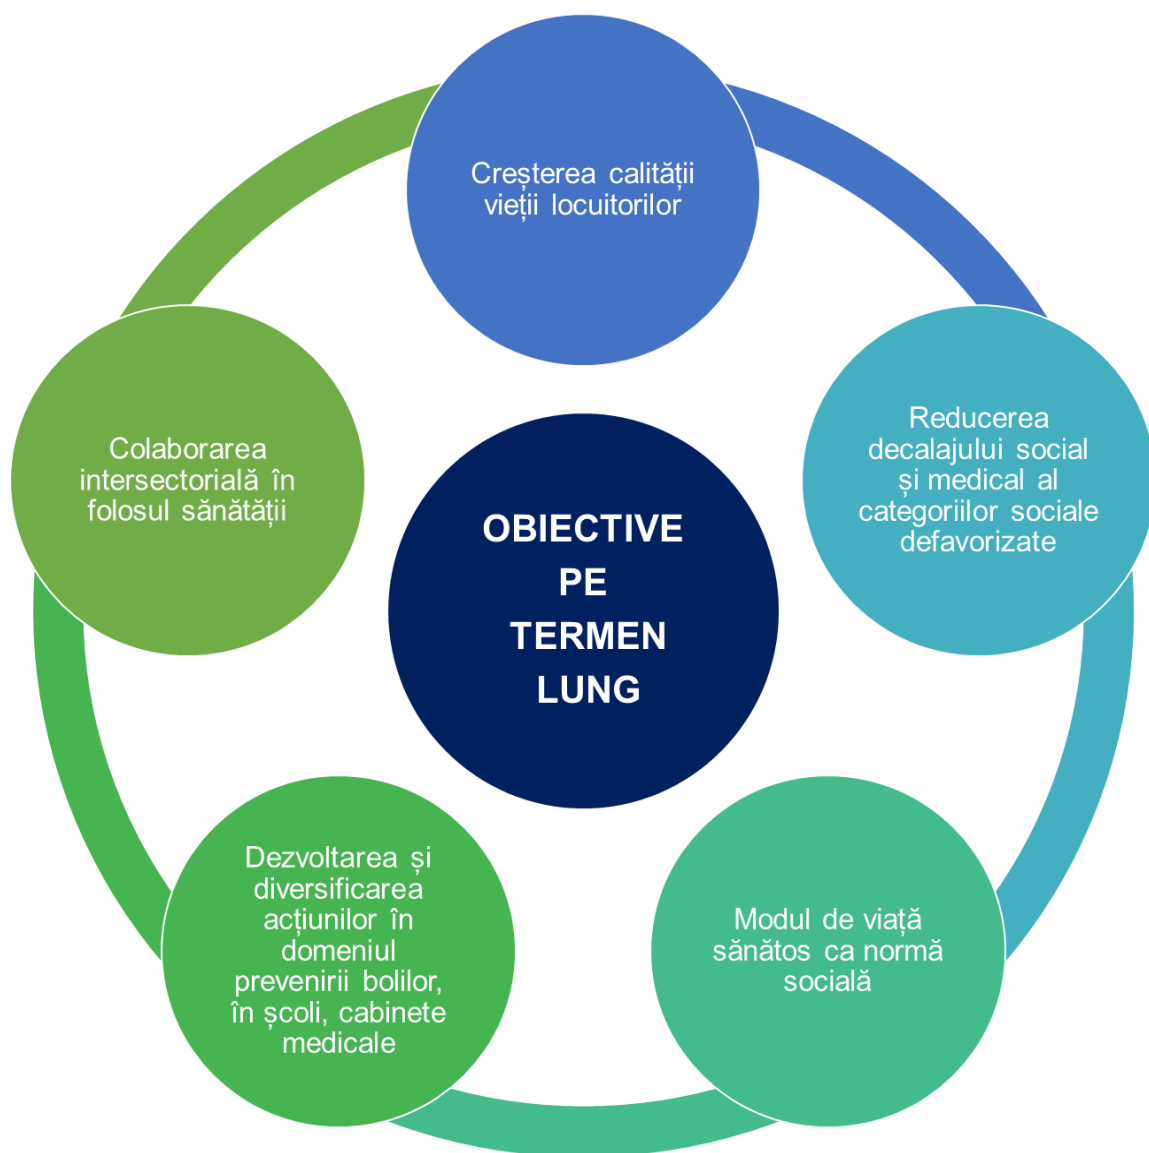 Creșterea calității
vieții locuitorilor
Reducerea
decalajului social
și medical al
categoriilor sociale
defavorizate
Modul de viață
sănătos ca normă
socială
Dezvoltarea și
diversificarea
acțiunilor în
domeniul
prevenirii bolilor,
în școli, cabinete
medicale
Colaborarea
intersectorială în
folosul sănătății
OBIECTIVE
PE
TERMEN
LUNG